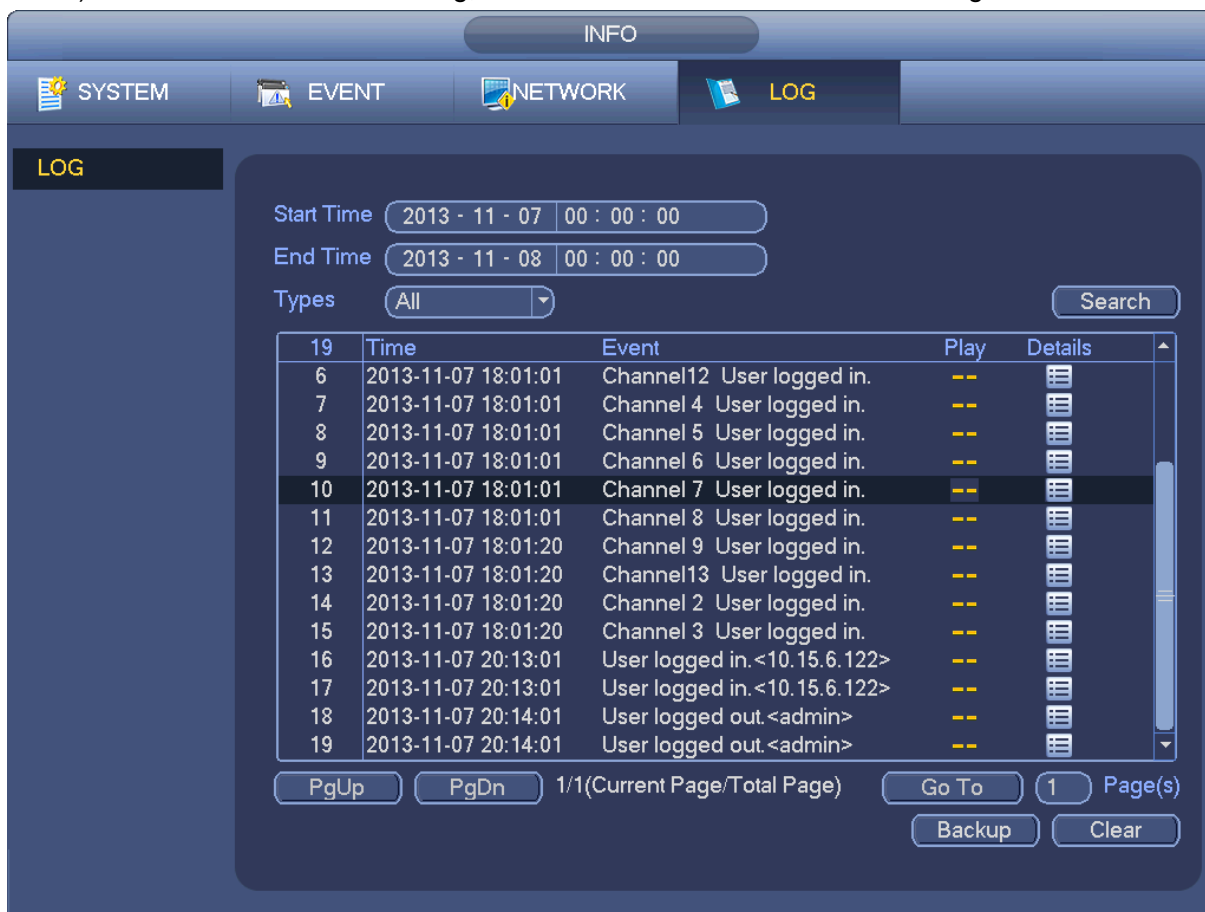 INFO
SYSTEM EVENT NETWORK LOG
LOG
Start Time 2013 - 11 - 07 00 : 00 : 00
End Time 2013 - 11 - 08 00 : 00 : 00
Types All Search
19 Time Event Play Details
6 2013-11-07 18:01:01 Channel12 User logged in. --
7 2013-11-07 18:01:01 Channel 4 User logged in. --
8 2013-11-07 18:01:01 Channel 5 User logged in. --
9 2013-11-07 18:01:01 Channel 6 User logged in. --
10 2013-11-07 18:01:01 Channel 7 User logged in. --
11 2013-11-07 18:01:01 Channel 8 User logged in. --
12 2013-11-07 18:01:20 Channel 9 User logged in. --
13 2013-11-07 18:01:20 Channel13 User logged in. --
14 2013-11-07 18:01:20 Channel 2 User logged in. --
15 2013-11-07 18:01:20 Channel 3 User logged in. --
16 2013-11-07 20:13:01 User logged in.<10.15.6.122> --
17 2013-11-07 20:13:01 User logged in.<10.15.6.122> --
18 2013-11-07 20:14:01 User logged out.<admin> --
19 2013-11-07 20:14:01 User logged out.<admin> --
PgUp PgDn 1/1(Current Page/Total Page) Go To 1 Page(s)
Backup Clear